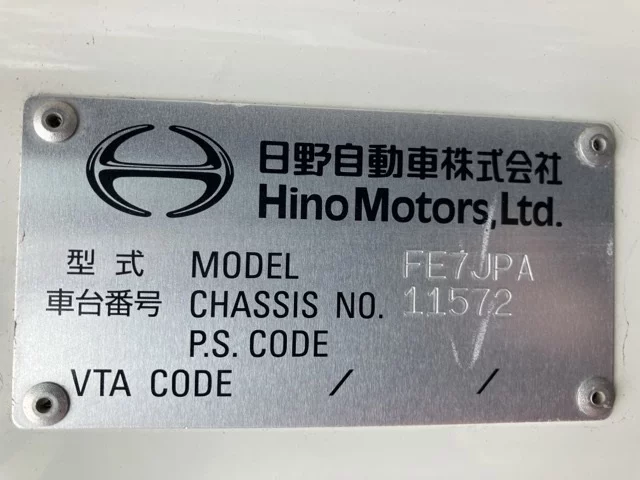 日野自動車株式会社
Hino Motors, Ltd.
型式 MODEL FE7JPA
車台番号 CHASSIS NO. 11572
P.S. CODE
VTA CODE / /